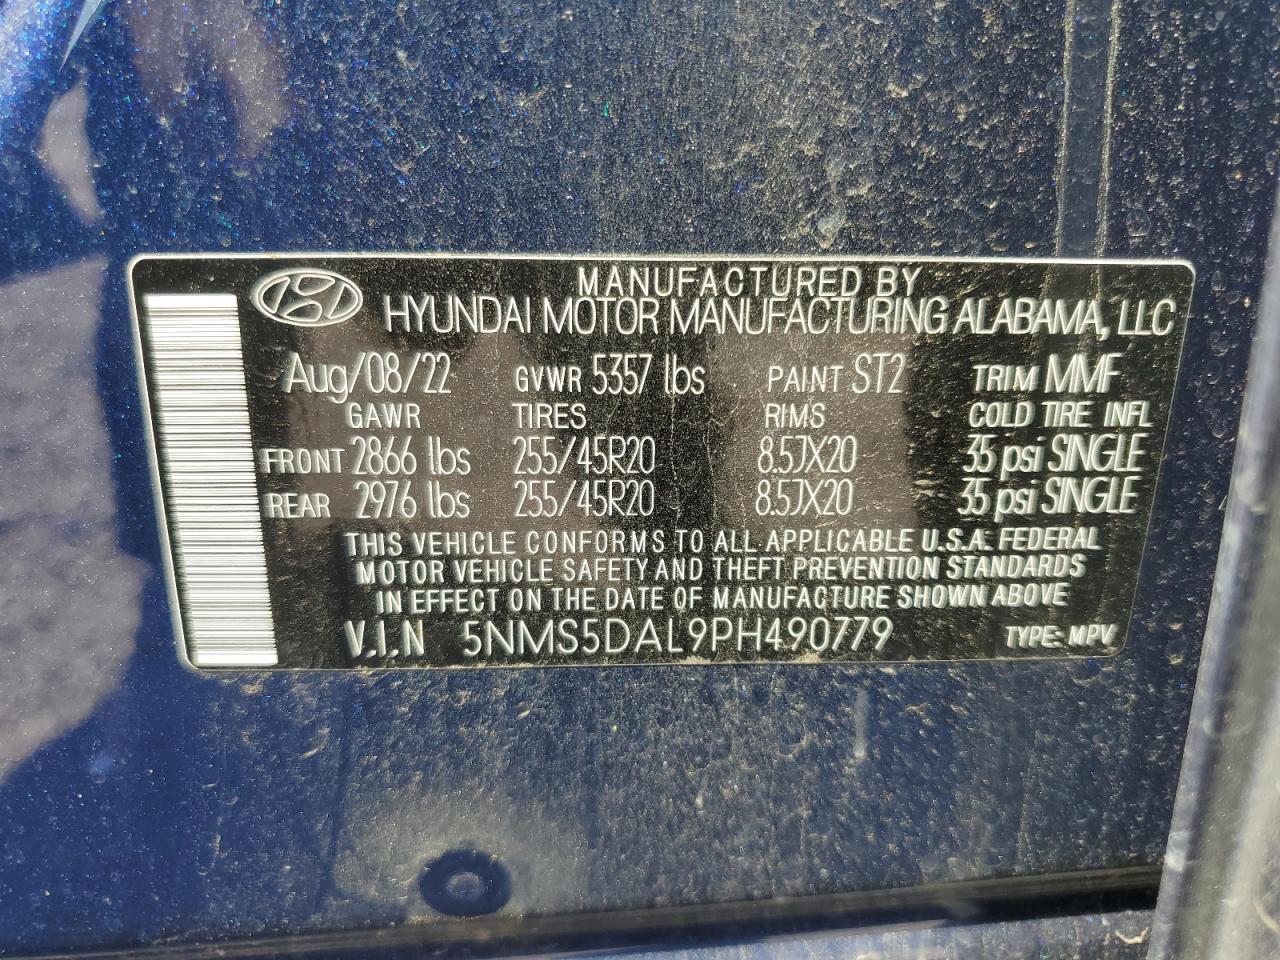 MANUFACTURED BY
HYUNDAI MOTOR MANUFACTURING ALABAMA, LLC
Aug/08/22 GVWR 5357 lbs PAINT ST2 TRIM MMF
GAWR TIRES RIMS COLD TIRE INFL
FRONT 2866 lbs 255/45R20 8.5JX20 35 psi SINGLE
REAR 2976 lbs 255/45R20 8.5JX20 35 psi SINGLE
THIS VEHICLE CONFORMS TO ALL APPLICABLE U.S.A. FEDERAL
MOTOR VEHICLE SAFETY AND THEFT PREVENTION STANDARDS
IN EFFECT ON THE DATE OF MANUFACTURE SHOWN ABOVE
V.I.N 5NMS5DAL9PH490779 TYPE: MPV